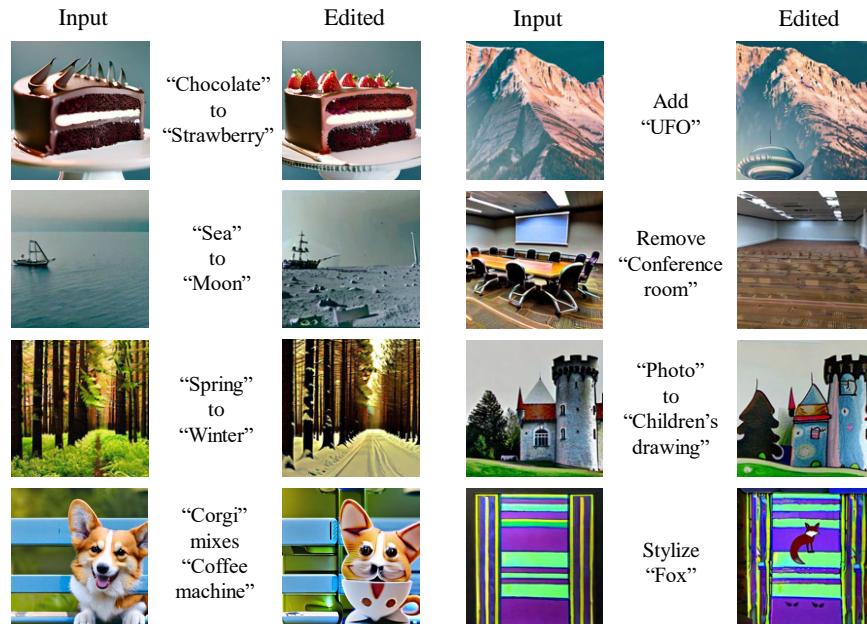 Input
Edited
Input
Edited
“Chocolate”
to
“Strawberry”
Add
“UFO”
“Sea”
to
“Moon”
Remove
“Conference
room”
“Spring”
to
“Winter”
“Photo”
to
“Children’s
drawing”
“Corgi”
mixes
“Coffee
machine”
Stylize
“Fox”